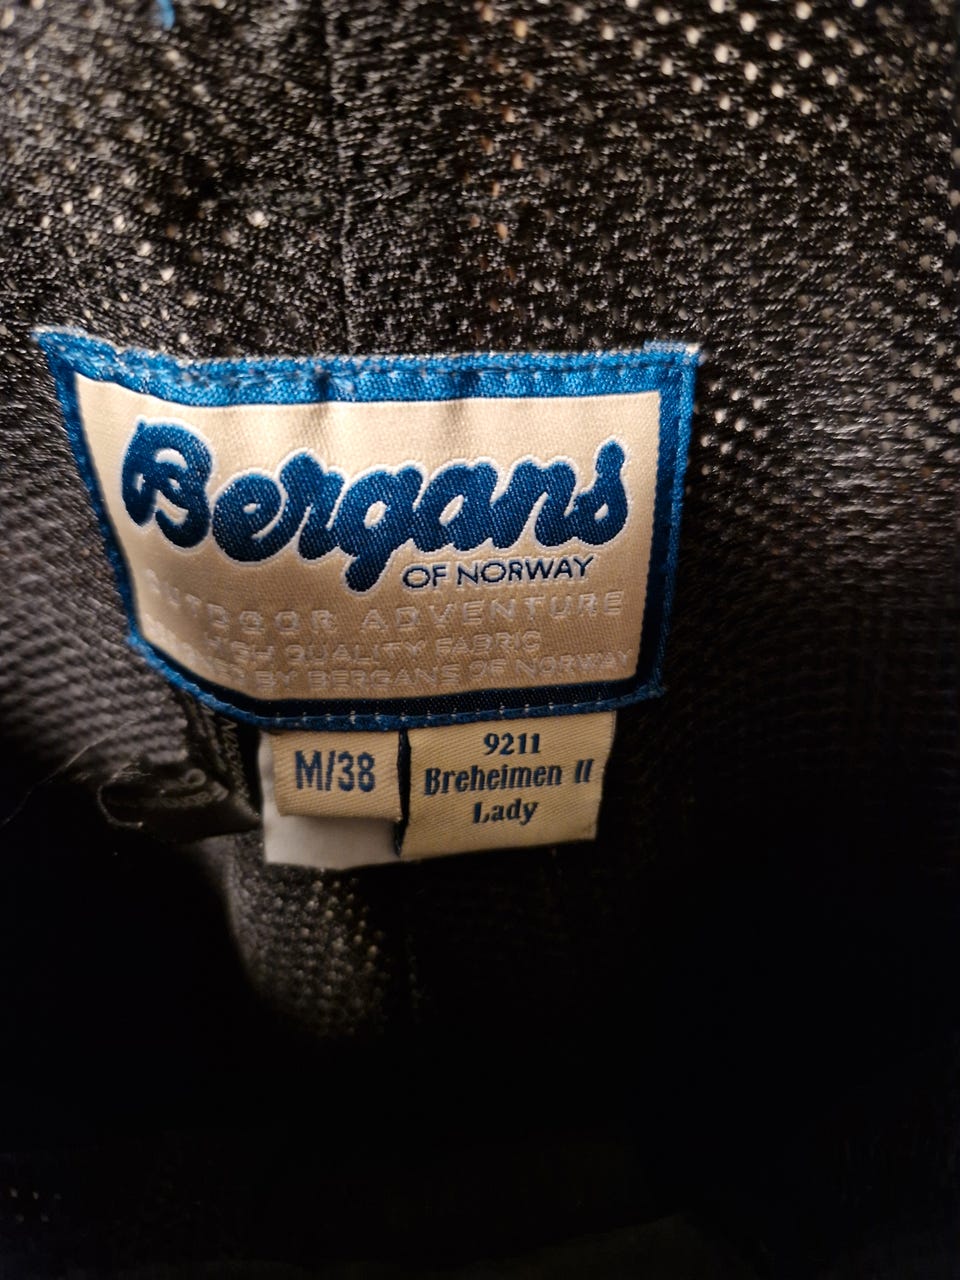 Bergans
OF NORWAY
OUTDOOR ADVENTURE
HIGH QUALITY FABRIC
BY BERGANS OF NORWAY
M/38
9211
Breheimen II
Lady